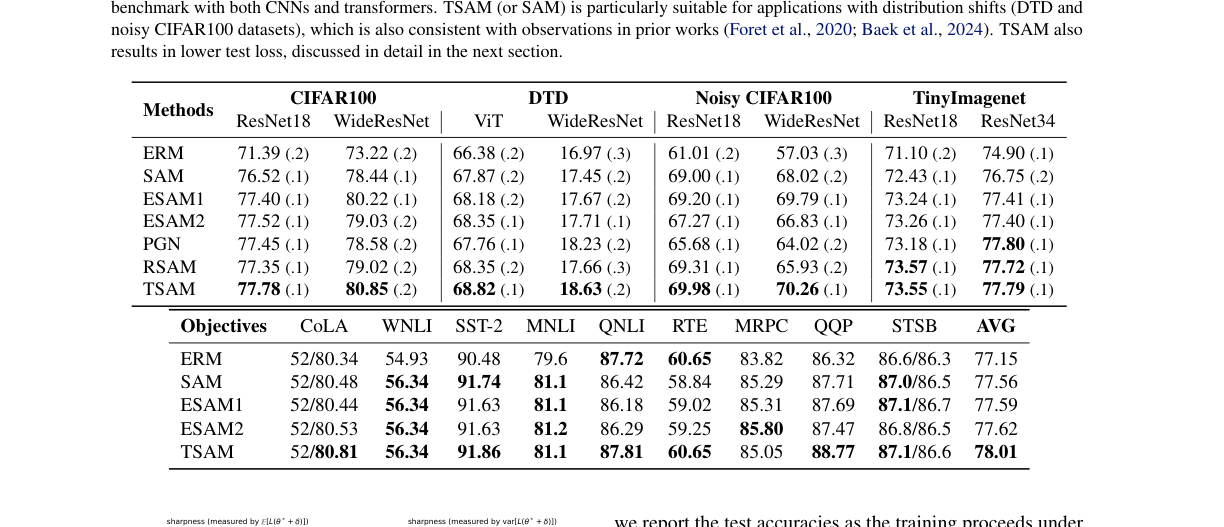 benchmark with both CNNs and transformers. TSAM (or SAM) is particularly suitable for applications with distribution shifts (DTD and
noisy CIFAR100 datasets), which is also consistent with observations in prior works (Foret et al., 2020; Baek et al., 2024). TSAM also
results in lower test loss, discussed in detail in the next section.
Methods CIFAR100 DTD Noisy CIFAR100 TinyImagenet
ResNet18 WideResNet ViT WideResNet ResNet18 WideResNet ResNet18 ResNet34
ERM 71.39 (.2) 73.22 (.2) 66.38 (.2) 16.97 (.3) 61.01 (.2) 57.03 (.3) 71.10 (.2) 74.90 (.1)
SAM 76.52 (.1) 78.44 (.1) 67.87 (.2) 17.45 (.2) 69.00 (.1) 68.02 (.2) 72.43 (.1) 76.75 (.2)
ESAM1 77.40 (.1) 80.22 (.1) 68.18 (.2) 17.67 (.2) 69.20 (.1) 69.79 (.1) 73.24 (.1) 77.41 (.1)
ESAM2 77.52 (.1) 79.03 (.2) 68.35 (.1) 17.71 (.1) 67.27 (.1) 66.83 (.1) 73.26 (.1) 77.40 (.1)
PGN 77.45 (.1) 78.58 (.2) 67.76 (.1) 18.23 (.2) 65.68 (.1) 64.02 (.2) 73.18 (.1) 77.80 (.1)
RSAM 77.35 (.1) 79.02 (.2) 68.35 (.2) 17.66 (.3) 69.31 (.1) 65.93 (.2) 73.57 (.1) 77.72 (.1)
TSAM 77.78 (.1) 80.85 (.2) 68.82 (.1) 18.63 (.2) 69.98 (.1) 70.26 (.1) 73.55 (.1) 77.79 (.1)
Objectives CoLA WNLI SST-2 MNLI QNLI RTE MRPC QQP STSB AVG
ERM 52/80.34 54.93 90.48 79.6 87.72 60.65 83.82 86.32 86.6/86.3 77.15
SAM 52/80.48 56.34 91.74 81.1 86.42 58.84 85.29 87.71 87.0/86.5 77.56
ESAM1 52/80.44 56.34 91.63 81.1 86.18 59.02 85.31 87.69 87.1/86.7 77.59
ESAM2 52/80.53 56.34 91.63 81.2 86.29 59.25 85.80 87.47 86.8/86.5 77.62
TSAM 52/80.81 56.34 91.86 81.1 87.81 60.65 85.05 88.77 87.1/86.6 78.01
sharpness (measured by 𝔼[L(θ* + δ)]) sharpness (measured by var[L(θ* + δ)])
we report the test accuracies as the training proceeds under